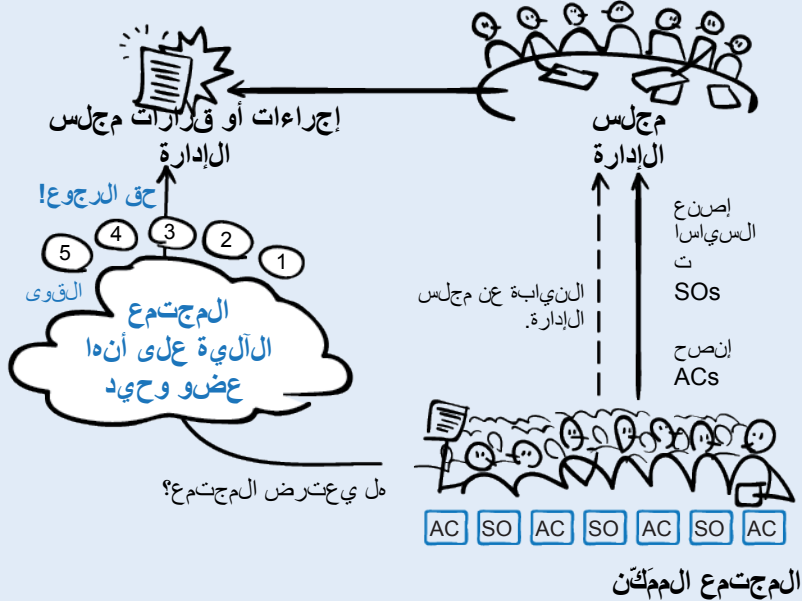 إجراءات أو قرارات مجلس
الإدارة
مجلس
الإدارة
حق الرجوع!
5
4
3
2
1
القوى
المجتمع
الآلية على أنها
عضو وحيد
النيابة عن مجلس
الإدارة.
إصنع
السياسا
ت
SOs
إنصح
ACs
هل يعترض المجتمع؟
AC SO AC SO AC SO AC
المجتمع الممَكّن